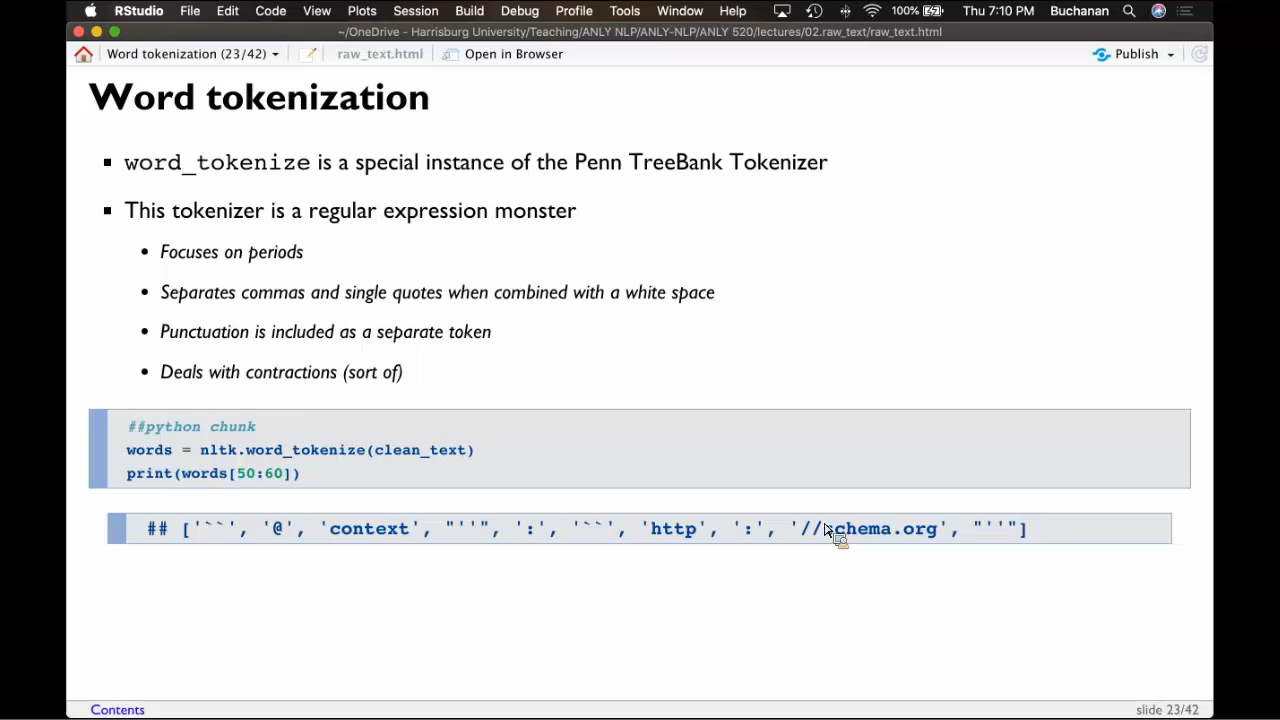 RStudio File Edit Code View Plots Session Build Debug Profile Tools Window Help 100% Thu 7:10 PM Buchanan
~/OneDrive - Harrisburg University/Teaching/ANLY NLP/ANLY-NLP/ANLY 520/lectures/02.raw_text/raw_text.html
Word tokenization (23/42) raw_text.html Open in Browser Publish
Word tokenization
word_tokenize is a special instance of the Penn TreeBank Tokenizer
This tokenizer is a regular expression monster
Focuses on periods
Separates commas and single quotes when combined with a white space
Punctuation is included as a separate token
Deals with contractions (sort of)
##python chunk
words = nltk.word_tokenize(clean_text)
print(words[50:60])
## ['``', '@', 'context', "''", ':', '``', 'http', ':', '//schema.org', "''"]
Contents slide 23/42